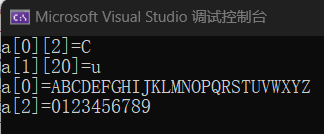 Microsoft Visual Studio 调试控制台
a[0][2]=C
a[1][20]=u
a[0]=ABCDEFGHIJKLMNOPQRSTUVWXYZ
a[2]=0123456789